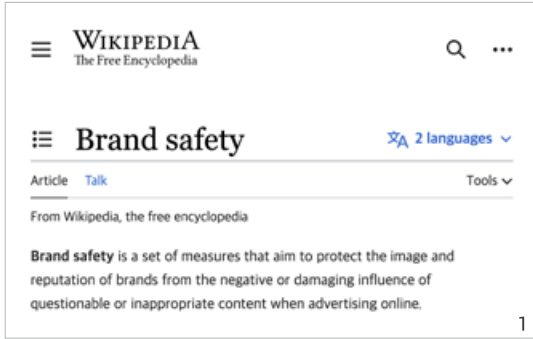 WIKIPEDIA
The Free Encyclopedia
Brand safety
2 languages
Article Talk
Tools
From Wikipedia, the free encyclopedia
Brand safety is a set of measures that aim to protect the image and
reputation of brands from the negative or damaging influence of
questionable or inappropriate content when advertising online.
1